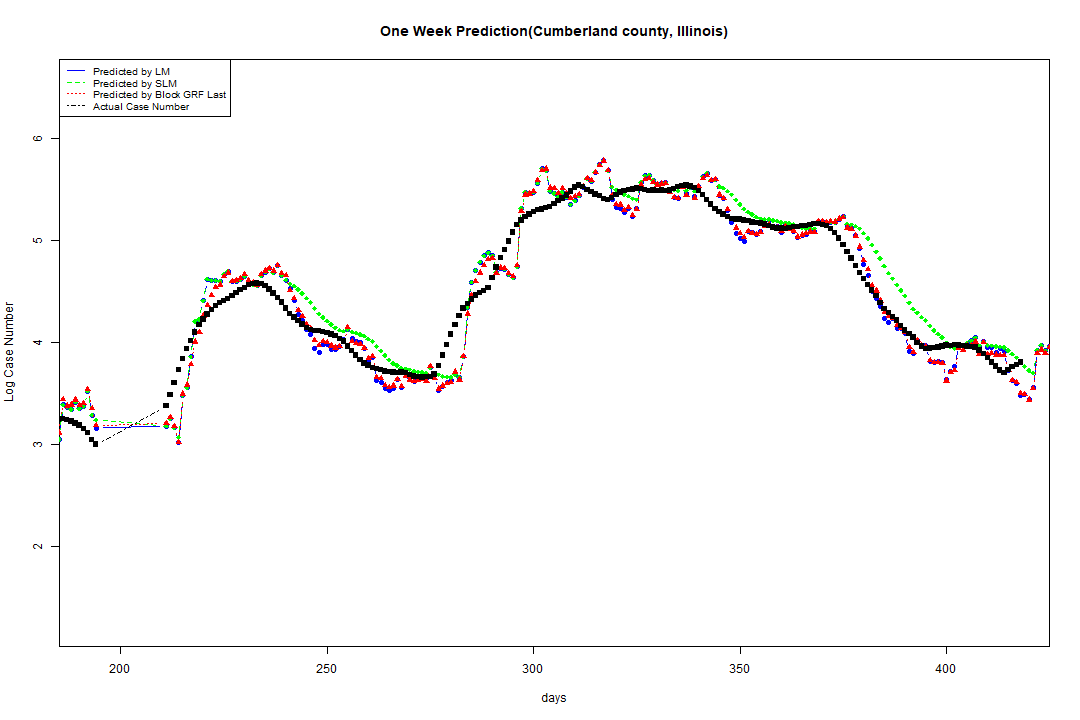 One Week Prediction(Cumberland county, Illinois)
Predicted by LM
Predicted by SLM
Predicted by Block GRF Last
Actual Case Number
6
5
4
3
2
Log Case Number
200 250 300 350 400
days